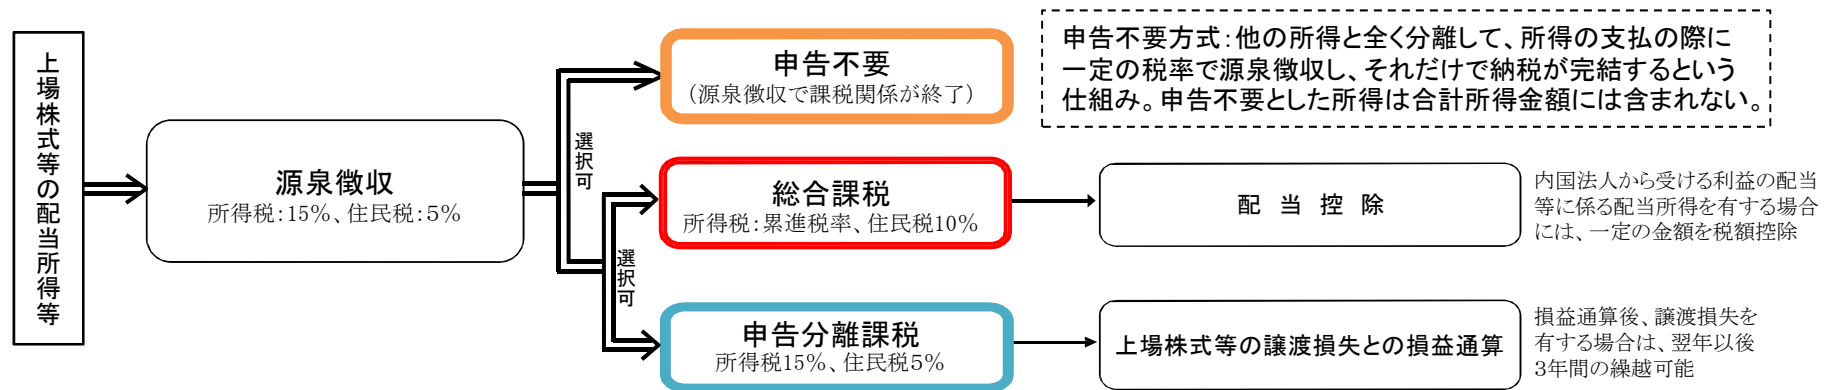 上場株式等の配当所得等
源泉徴収
所得税：15％、住民税：5％
選択可
選択可
申告不要
（源泉徴収で課税関係が終了）
申告不要方式：他の所得と全く分離して、所得の支払の際に
一定の税率で源泉徴収し、それだけで納税が完結するという
仕組み。申告不要とした所得は合計所得金額には含まれない。
総合課税
所得税：累進税率、住民税10％
配当控除
内国法人から受ける利益の配当
等に係る配当所得を有する場合
には、一定の金額を税額控除
申告分離課税
所得税15％、住民税5％
上場株式等の譲渡損失との損益通算
損益通算後、譲渡損失を
有する場合は、翌年以後
3年間の繰越可能